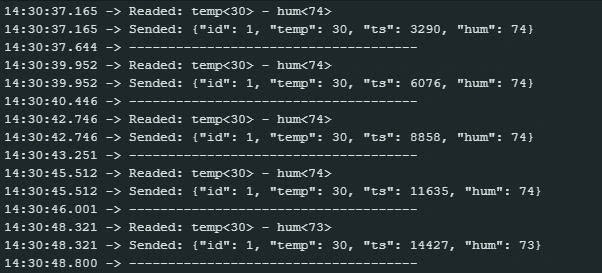 14:30:37.165 -> Readed: temp<30> - hum<74>
14:30:37.165 -> Sended: {"id": 1, "temp": 30, "ts": 3290, "hum": 74}
14:30:37.644 -> ------------------------------------
14:30:39.952 -> Readed: temp<30> - hum<74>
14:30:39.952 -> Sended: {"id": 1, "temp": 30, "ts": 6076, "hum": 74}
14:30:40.446 -> ------------------------------------
14:30:42.746 -> Readed: temp<30> - hum<74>
14:30:42.746 -> Sended: {"id": 1, "temp": 30, "ts": 8858, "hum": 74}
14:30:43.251 -> ------------------------------------
14:30:45.512 -> Readed: temp<30> - hum<74>
14:30:45.512 -> Sended: {"id": 1, "temp": 30, "ts": 11635, "hum": 74}
14:30:46.001 -> ------------------------------------
14:30:48.321 -> Readed: temp<30> - hum<73>
14:30:48.321 -> Sended: {"id": 1, "temp": 30, "ts": 14427, "hum": 73}
14:30:48.800 -> ------------------------------------